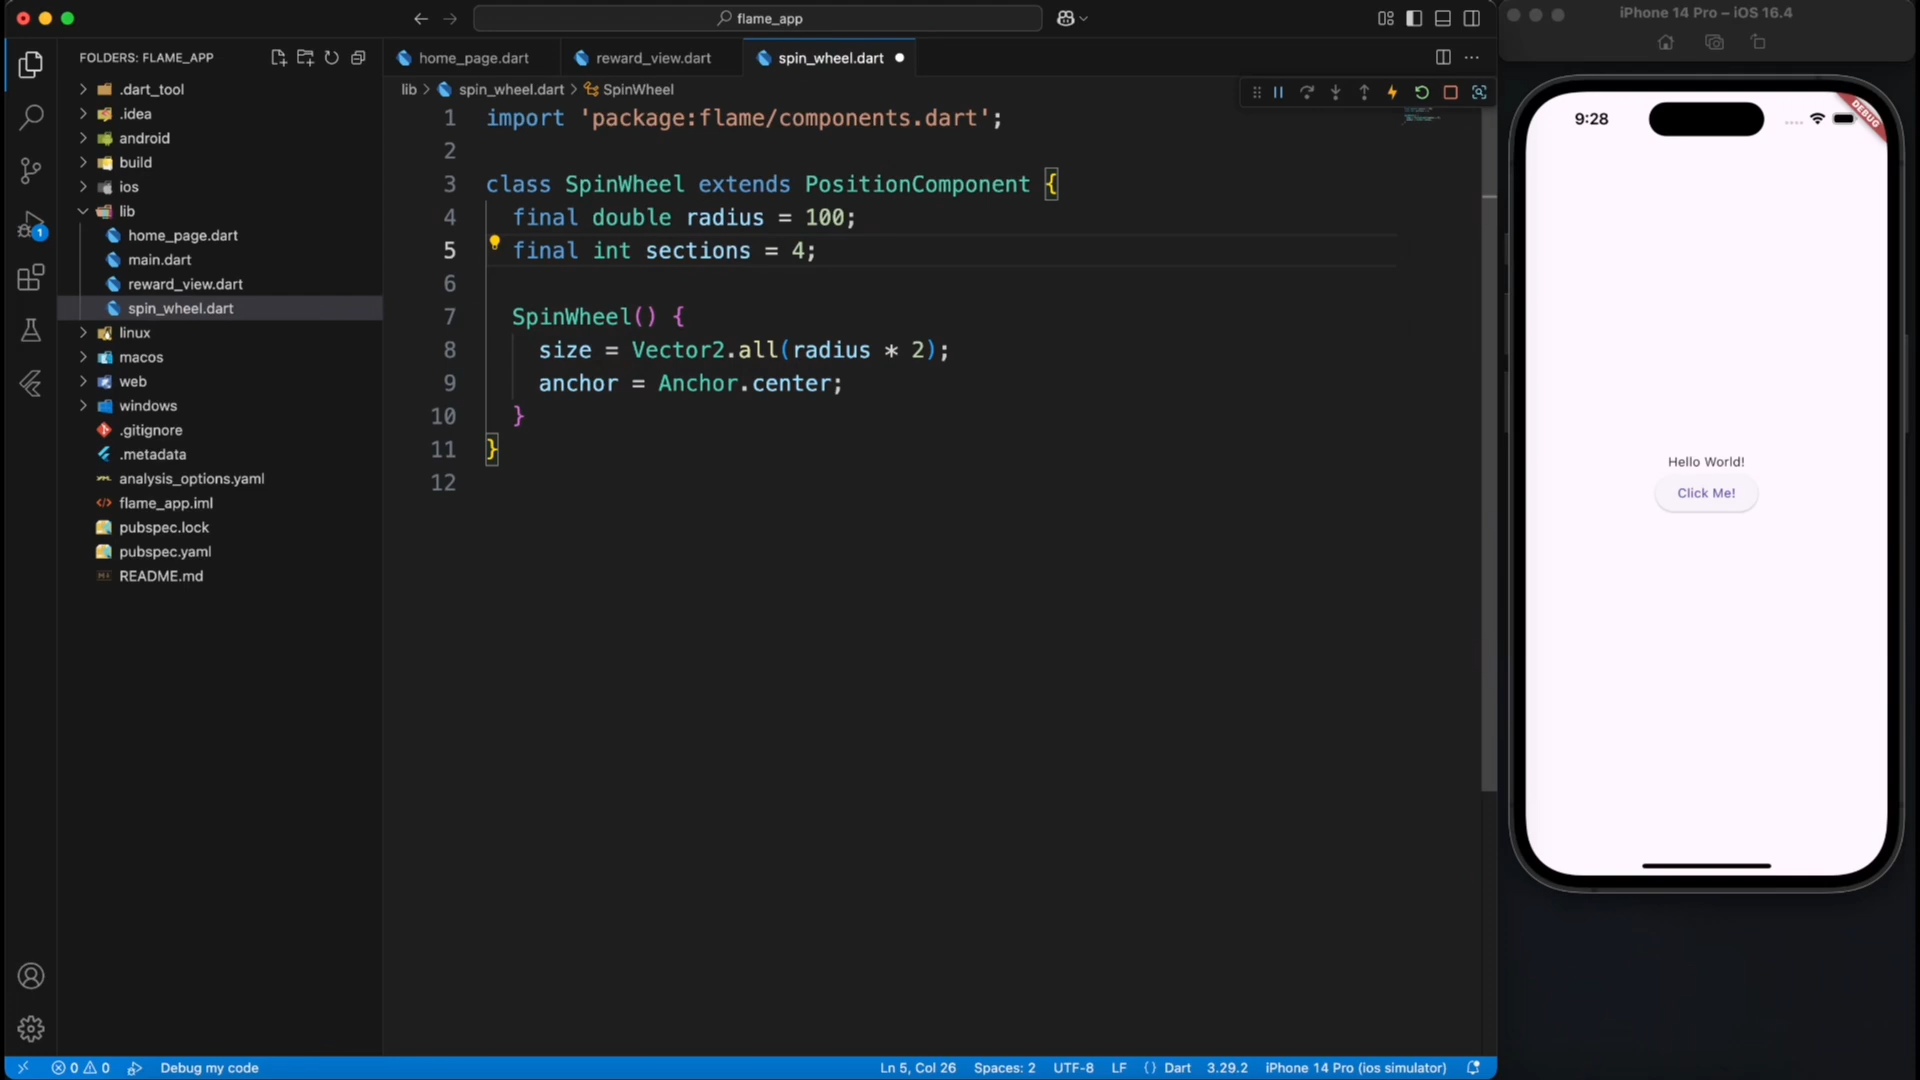 flame_app
iPhone 14 Pro – iOS 16.4
FOLDERS: FLAME_APP
home_page.dart
reward_view.dart
spin_wheel.dart
lib
spin_wheel.dart
SpinWheel
.dart_tool
.idea
android
build
ios
lib
home_page.dart
main.dart
reward_view.dart
spin_wheel.dart
linux
macos
web
windows
.gitignore
.metadata
analysis_options.yaml
flame_app.iml
pubspec.lock
pubspec.yaml
README.md
1
1 import 'package:flame/components.dart';
2
3 class SpinWheel extends PositionComponent {
4 final double radius = 100;
5 final int sections = 4;
6
7 SpinWheel() {
8 size = Vector2.all(radius * 2);
9 anchor = Anchor.center;
10 }
11 }
12
9:28
DEBUG
Hello World!
Click Me!
0 0 Debug my code
Ln 5, Col 26 Spaces: 2 UTF-8 LF {} Dart 3.29.2 iPhone 14 Pro (ios simulator)